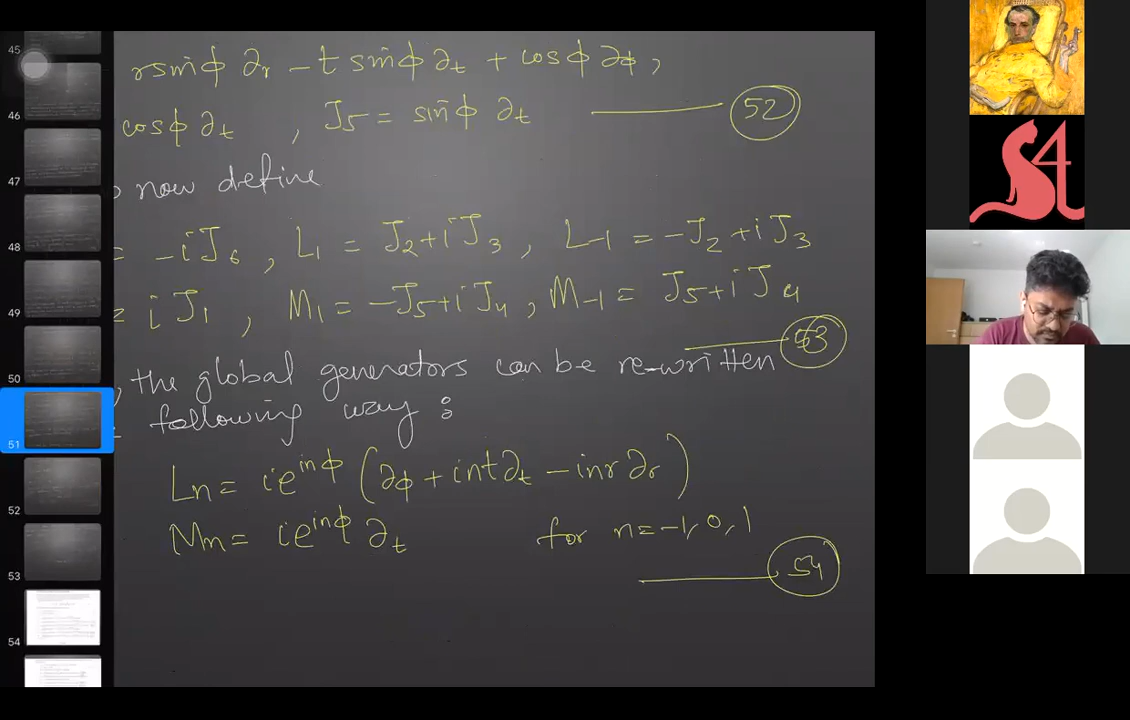 45
46
47
48
49
50
51
52
53
54
r sinϕ ∂r − t sinϕ ∂t + cosϕ ∂ϕ ,
cosϕ ∂t , J5 = sinϕ ∂t 52
now define
= −iJ6 , L1 = J2+iJ3 , L−1 = −J2+iJ3
= iJ1 , M1 = −J5+iJ4 , M−1 = J5+iJ4
53
, the global generators can be re-written
following way :
Ln = ie^{inϕ} (∂ϕ + int∂t − inr∂r)
Mn = ie^{inϕ} ∂t for n = −1, 0, 1
54
S4